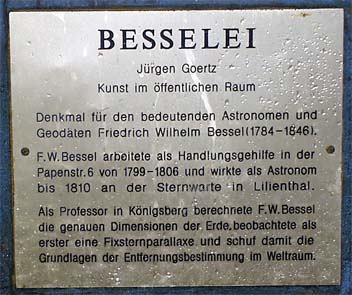 BESSELEI
Jürgen Goertz
Kunst im öffentlichen Raum
Denkmal für den bedeutenden Astronomen und
Geodäten Friedrich Wilhelm Bessel(1784-1846).
F.W.Bessel arbeitete als Handlungsgehilfe in der
Papenstr.6 von 1799-1806 und wirkte als Astronom
bis 1810 an der Sternwarte in Lilienthal.
Als Professor in Königsberg berechnete F.W.Bessel
die genauen Dimensionen der Erde,beobachtete als
erster eine Fixsternparallaxe und schuf damit die
Grundlagen der Entfernungsbestimmung im Weltraum.